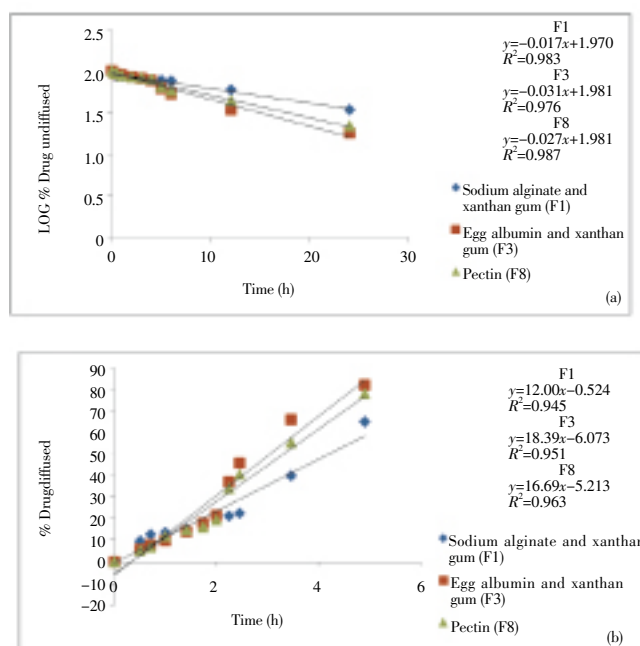 2.5
2.0
1.5
1.0
0.5
0
LOG % Drug undiffused
0
10
20
30
Time (h)
F1
y=−0.017x+1.970
R²=0.983
F3
y=−0.031x+1.981
R²=0.976
F8
y=−0.027x+1.981
R²=0.987
Sodium alginate and
xanthan gum (F1)
Egg albumin and xanthan
gum (F3)
Pectin (F8)
(a)
90
80
70
60
50
40
30
20
10
0
−10
−20
% Drugdiffused
0
2
4
6
Time (h)
F1
y=12.00x−0.524
R²=0.945
F3
y=18.39x−6.073
R²=0.951
F8
y=16.69x−5.213
R²=0.963
Sodium alginate and xanthan
gum (F1)
Egg albumin and xanthan
gum (F3)
Pectin (F8)
(b)